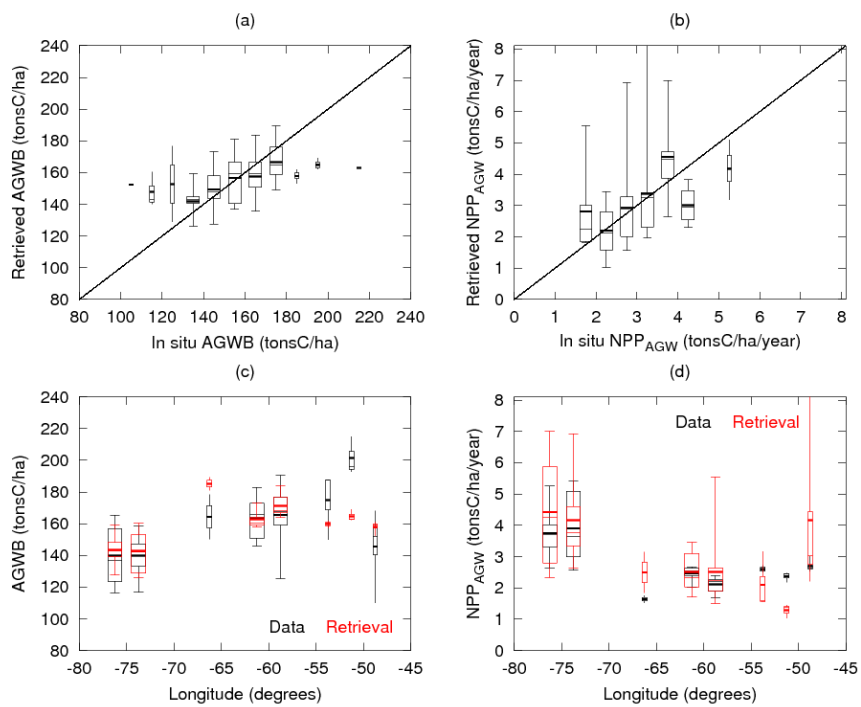 (a) (b)
Retrieved AGWB (tonsC/ha)
240
220
200
180
160
140
120
100
80
80 100 120 140 160 180 200 220 240
In situ AGWB (tonsC/ha)
Retrieved NPPAGW (tonsC/ha/year)
8
7
6
5
4
3
2
1
0
0 1 2 3 4 5 6 7 8
In situ NPPAGW (tonsC/ha/year)
(c) (d)
AGWB (tonsC/ha)
240
220
200
180
160
140
120
100
80
Data Retrieval
-80 -75 -70 -65 -60 -55 -50 -45
Longitude (degrees)
NPPAGW (tonsC/ha/year)
8
7
6
5
4
3
2
1
0
Data Retrieval
-80 -75 -70 -65 -60 -55 -50 -45
Longitude (degrees)